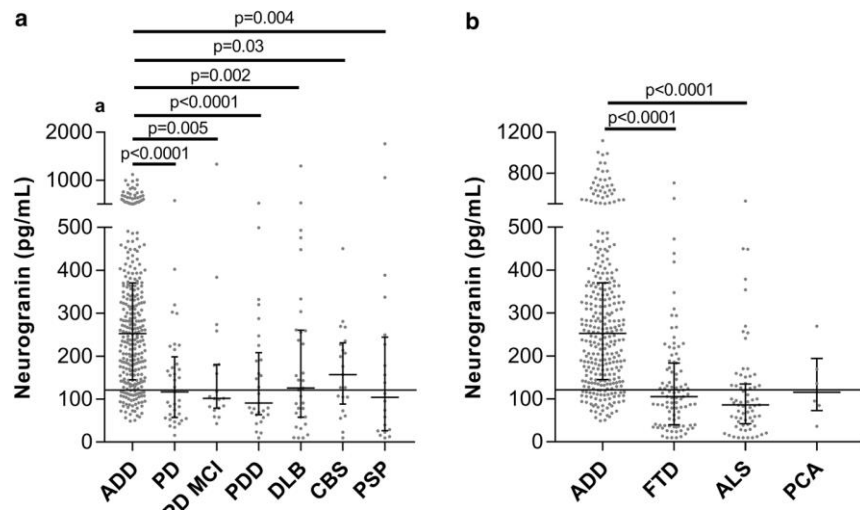 a
p=0.004
p=0.03
p=0.002
p<0.0001
a
p=0.005
p<0.0001
Neurogranin (pg/mL)
2000
1000
500
400
300
200
100
0
ADD
PD
PD MCI
PDD
DLB
CBS
PSP
b
p<0.0001
p<0.0001
Neurogranin (pg/mL)
1200
800
500
400
300
200
100
0
ADD
FTD
ALS
PCA